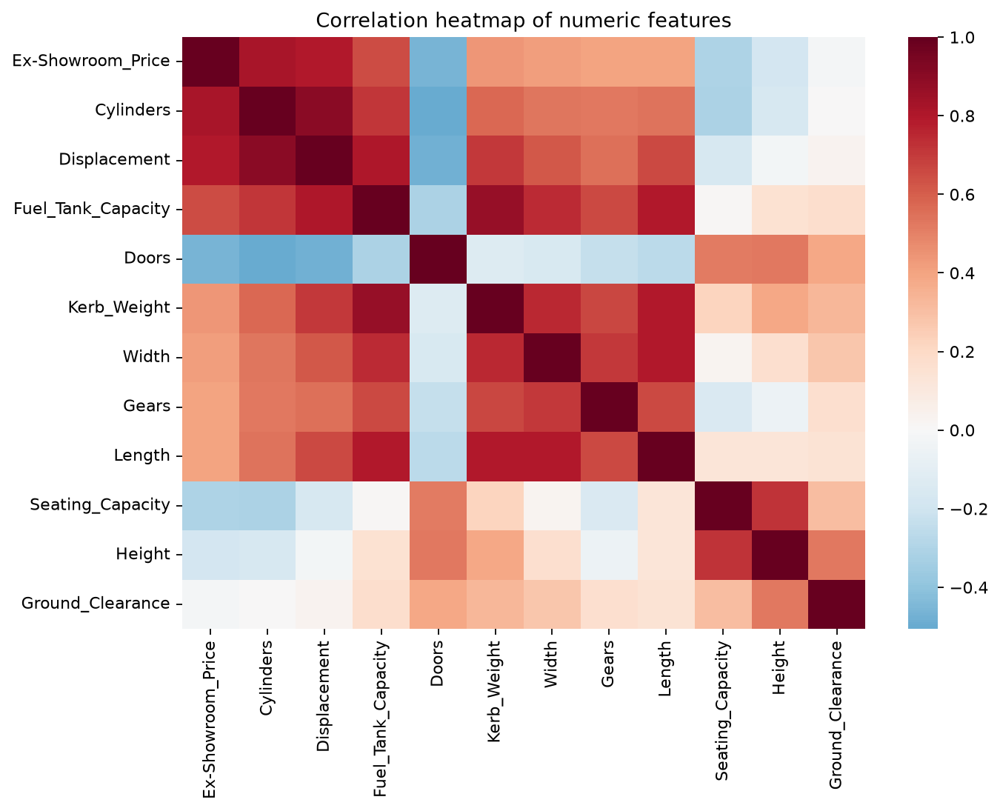 Correlation heatmap of numeric features
Ex-Showroom_Price
Cylinders
Displacement
Fuel_Tank_Capacity
Doors
Kerb_Weight
Width
Gears
Length
Seating_Capacity
Height
Ground_Clearance
Ex-Showroom_Price
Cylinders
Displacement
Fuel_Tank_Capacity
Doors
Kerb_Weight
Width
Gears
Length
Seating_Capacity
Height
Ground_Clearance
1.0
0.8
0.6
0.4
0.2
0.0
−0.2
−0.4